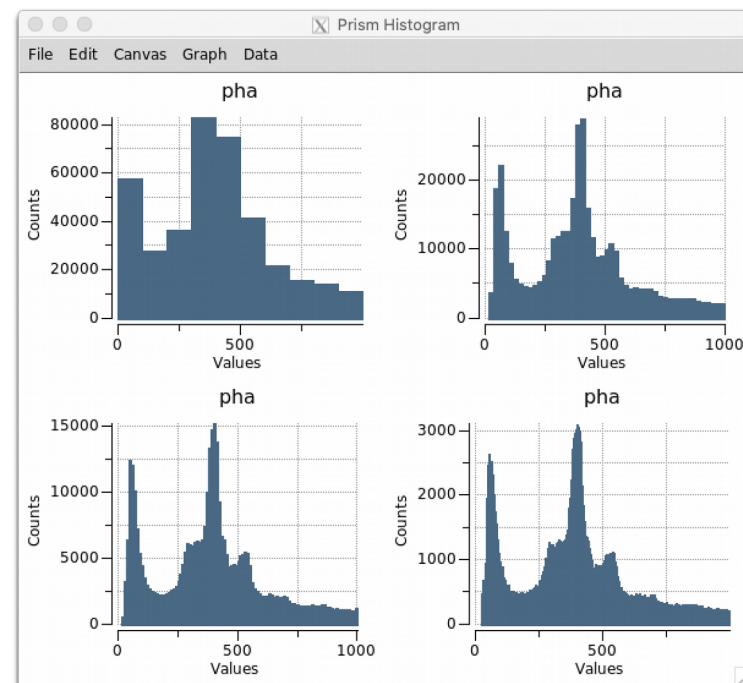 Prism Histogram
File Edit Canvas Graph Data
pha
80000
60000
40000
20000
0
Counts
0 500
Values
pha
20000
10000
0
Counts
0 500 1000
Values
pha
15000
10000
5000
0
Counts
0 500 1000
Values
pha
3000
2000
1000
0
Counts
0 500
Values